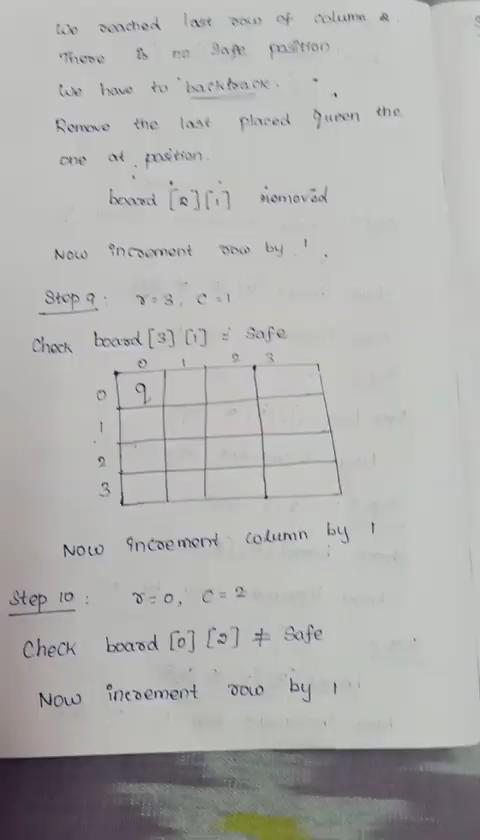 We reached last row of column 2.
There is no safe position.
We have to backtrack.
Remove the last placed queen the
one at position.
board [2][1] removed
Now increment row by 1.
Step 9: r=3, c=1
Check board [3][1] = Safe
0 1 2 3
0 q
1
2
3
Now increment column by 1
Step 10: r=0, c=2
Check board [0][2] ≠ Safe
Now increment row by 1